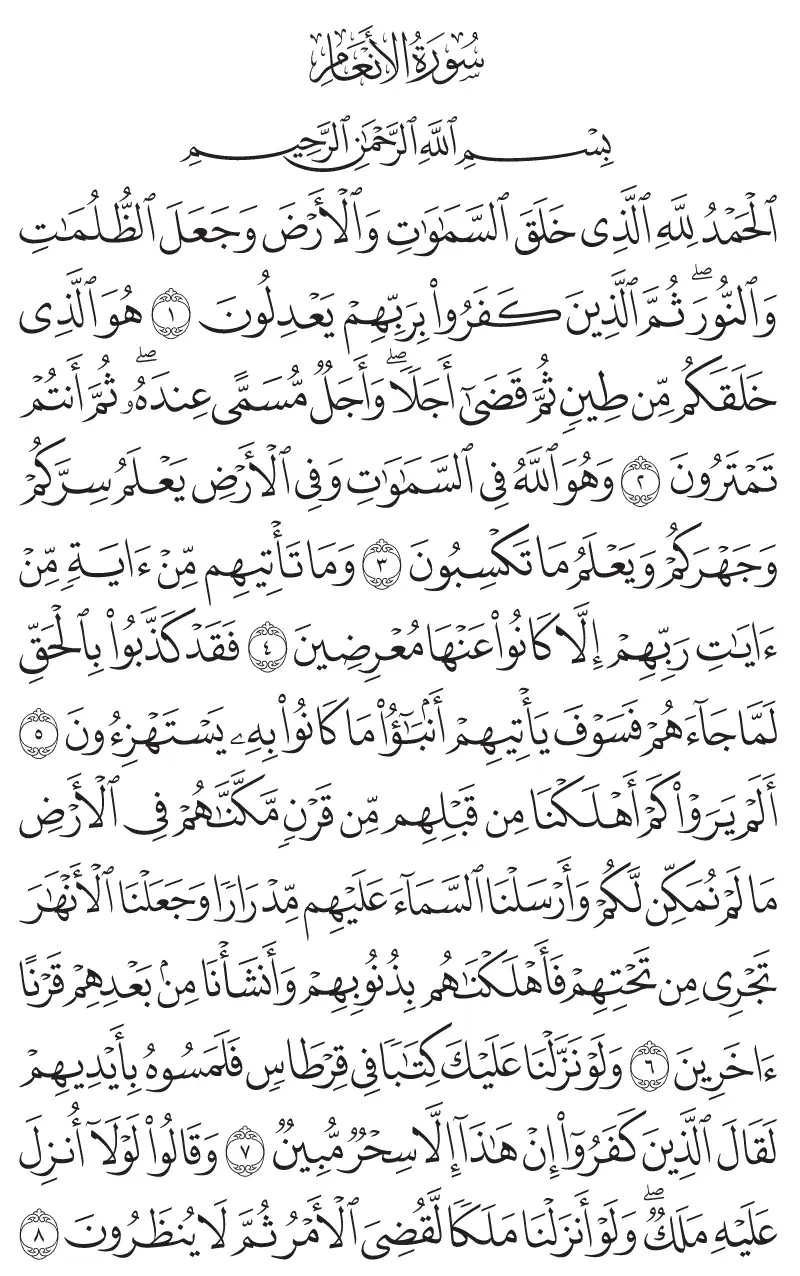 سُورَةُ الأَنْعَامِ
بِسْمِ ٱللَّهِ ٱلرَّحْمَٰنِ ٱلرَّحِيمِ
ٱلْحَمْدُ لِلَّهِ ٱلَّذِى خَلَقَ ٱلسَّمَٰوَٰتِ وَٱلْأَرْضَ وَجَعَلَ ٱلظُّلُمَٰتِ
وَٱلنُّورَ ۖ ثُمَّ ٱلَّذِينَ كَفَرُوا۟ بِرَبِّهِمْ يَعْدِلُونَ ١ هُوَ ٱلَّذِى
خَلَقَكُم مِّن طِينٍ ثُمَّ قَضَىٰٓ أَجَلًا ۖ وَأَجَلٌ مُّسَمًّى عِندَهُۥ ۖ ثُمَّ أَنتُمْ
تَمْتَرُونَ ٢ وَهُوَ ٱللَّهُ فِى ٱلسَّمَٰوَٰتِ وَفِى ٱلْأَرْضِ يَعْلَمُ سِرَّكُمْ
وَجَهْرَكُمْ وَيَعْلَمُ مَا تَكْسِبُونَ ٣ وَمَا تَأْتِيهِم مِّنْ ءَايَةٍ مِّنْ
ءَايَٰتِ رَبِّهِمْ إِلَّا كَانُوا۟ عَنْهَا مُعْرِضِينَ ٤ فَقَدْ كَذَّبُوا۟ بِٱلْحَقِّ
لَمَّا جَآءَهُمْ فَسَوْفَ يَأْتِيهِمْ أَنۢبَٰٓؤُا۟ مَا كَانُوا۟ بِهِۦ يَسْتَهْزِءُونَ ٥
أَلَمْ يَرَوْا۟ كَمْ أَهْلَكْنَا مِن قَبْلِهِم مِّن قَرْنٍ مَّكَّنَّٰهُمْ فِى ٱلْأَرْضِ
مَا لَمْ نُمَكِّن لَّكُمْ وَأَرْسَلْنَا ٱلسَّمَآءَ عَلَيْهِم مِّدْرَارًا وَجَعَلْنَا ٱلْأَنْهَٰرَ
تَجْرِى مِن تَحْتِهِمْ فَأَهْلَكْنَٰهُم بِذُنُوبِهِمْ وَأَنشَأْنَا مِنۢ بَعْدِهِمْ قَرْنًا
ءَاخَرِينَ ٦ وَلَوْ نَزَّلْنَا عَلَيْكَ كِتَٰبًا فِى قِرْطَاسٍ فَلَمَسُوهُ بِأَيْدِيهِمْ
لَقَالَ ٱلَّذِينَ كَفَرُوٓا۟ إِنْ هَٰذَآ إِلَّا سِحْرٌ مُّبِينٌ ٧ وَقَالُوا۟ لَوْلَآ أُنزِلَ
عَلَيْهِ مَلَكٌ ۖ وَلَوْ أَنزَلْنَا مَلَكًا لَّقُضِىَ ٱلْأَمْرُ ثُمَّ لَا يُنظَرُونَ ٨